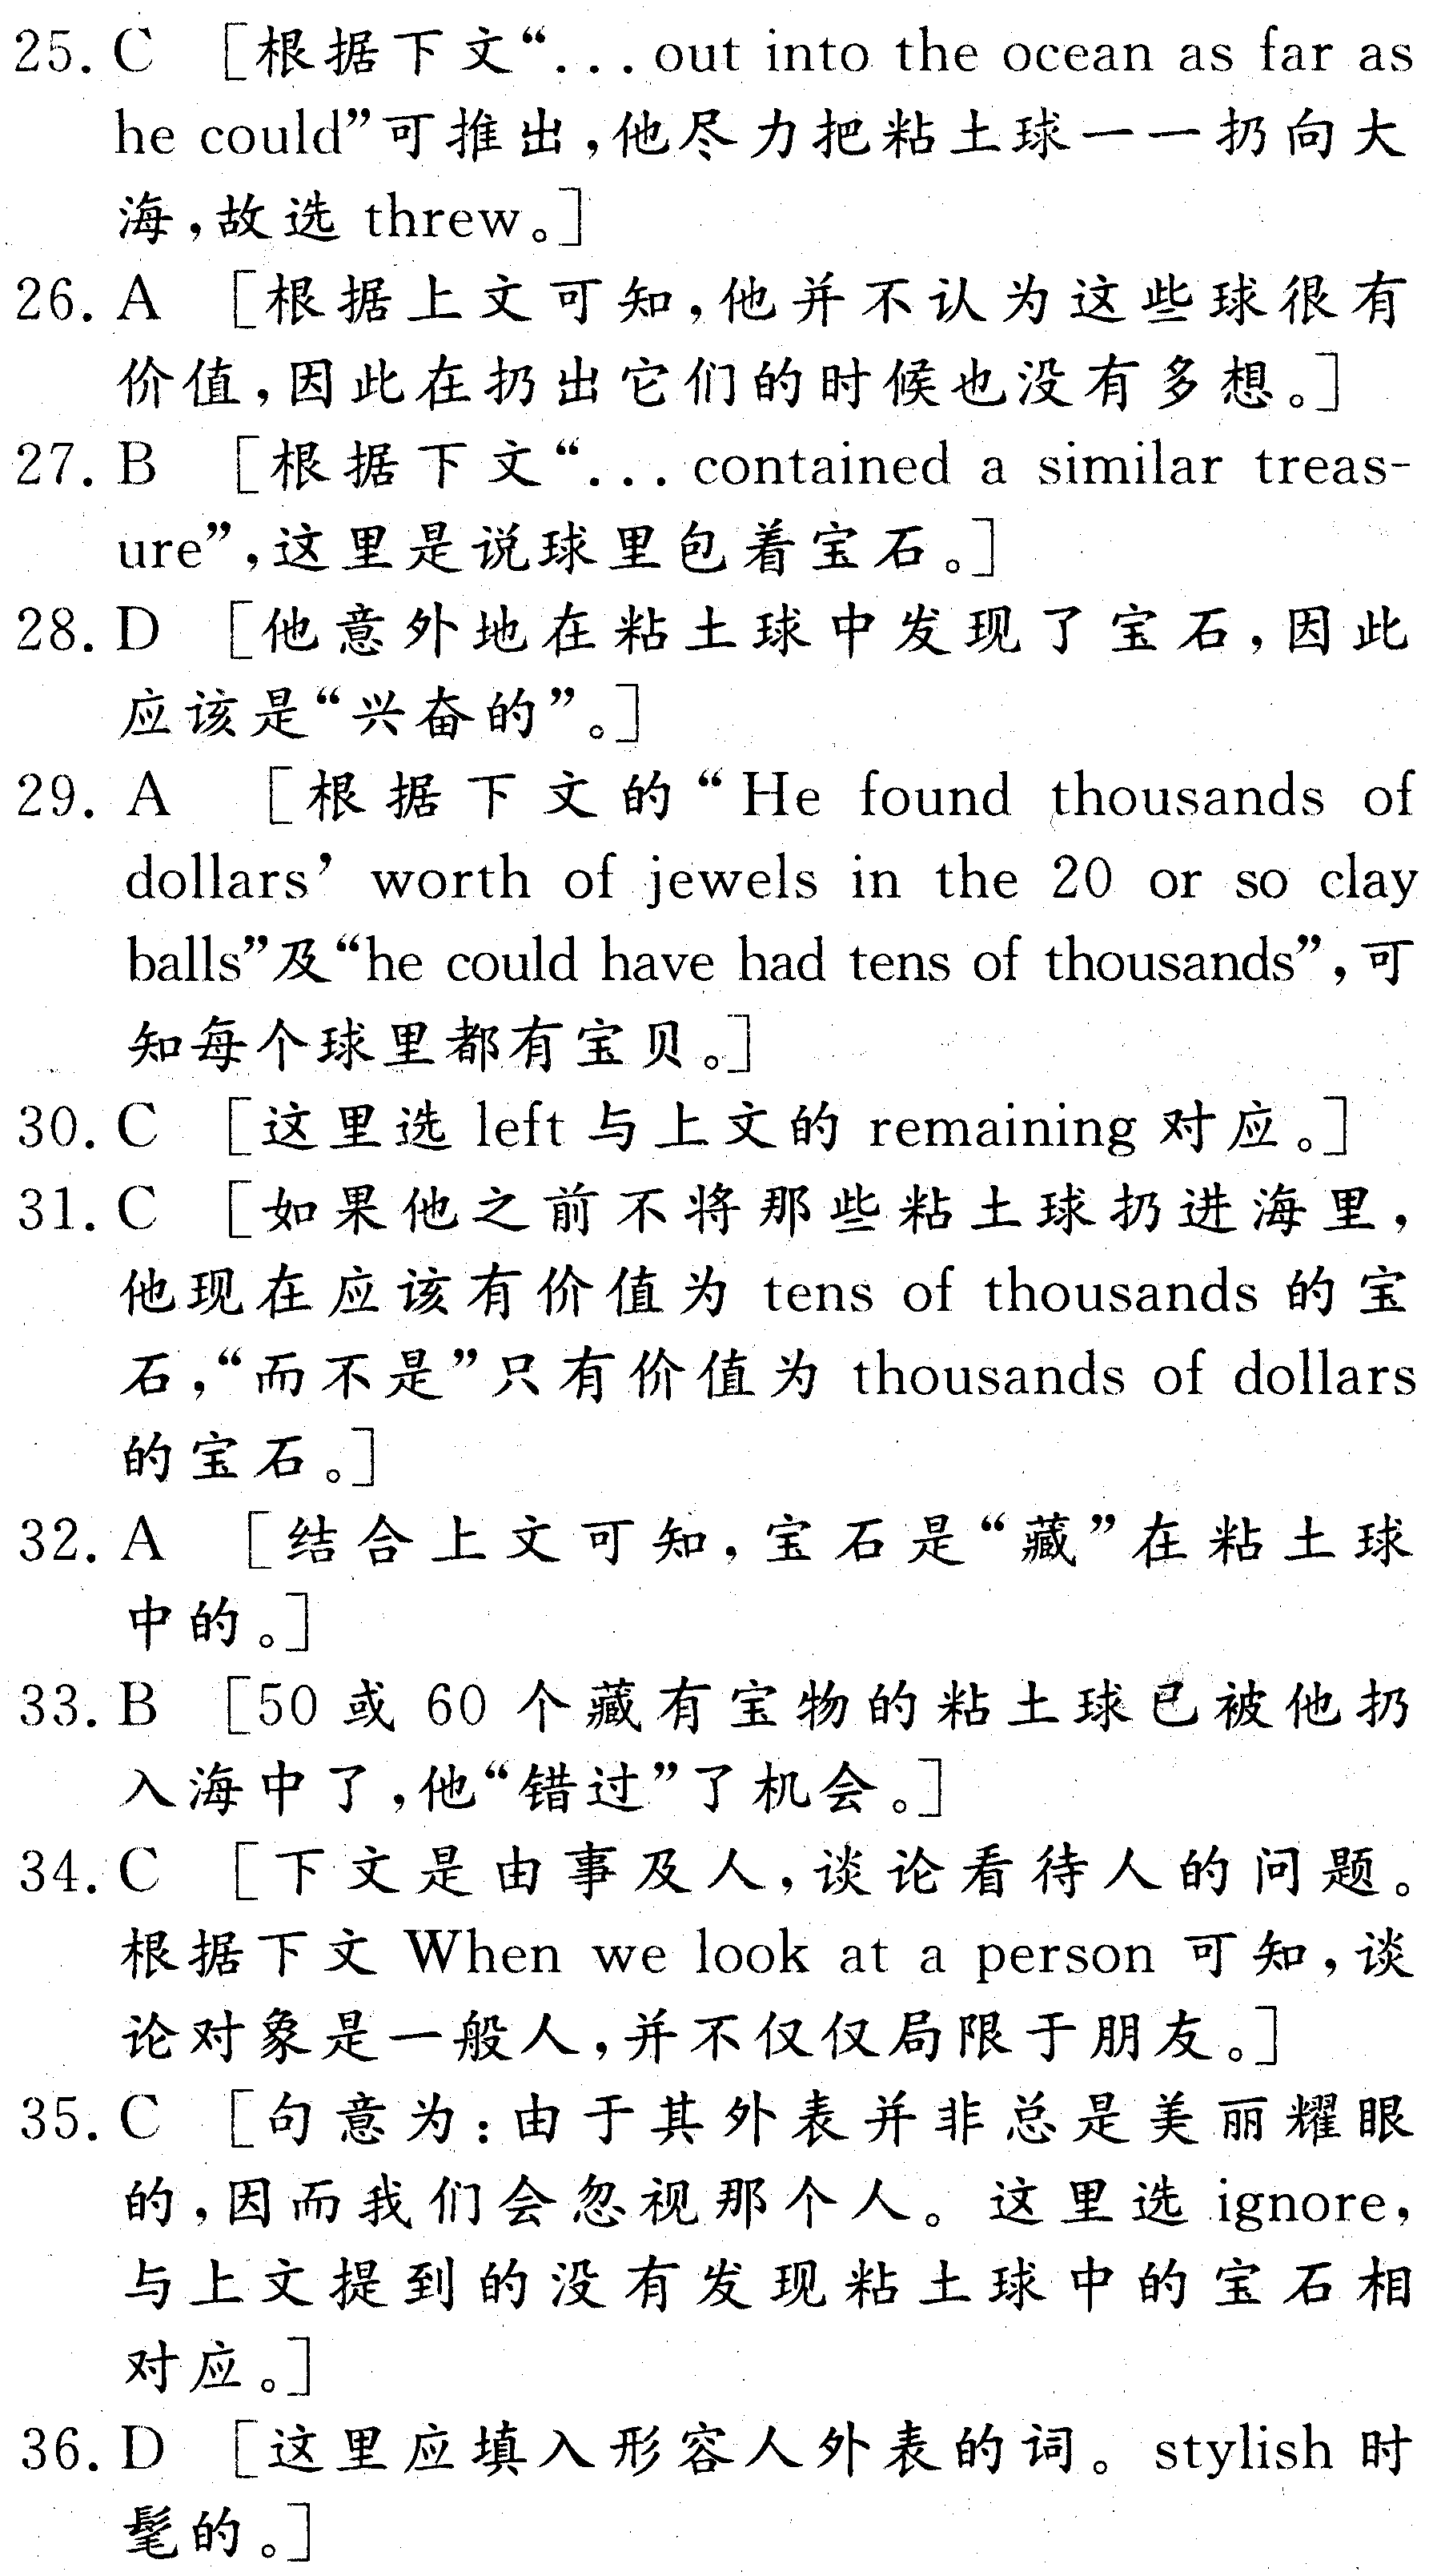 25. C [根据下文“... out into the ocean as far as
he could”可推出,他尽力把粘土球一一扔向大
海,故选 threw。]
26. A [根据上文可知,他并不认为这些球很有
价值,因此在扔出它们的时候也没有多想。]
27. B [根据下文“... contained a similar treas-
ure”,这里是说球里包着宝石。]
28. D [他意外地在粘土球中发现了宝石,因此
应该是“兴奋的”。]
29. A [根据下文的“He found thousands of
dollars’ worth of jewels in the 20 or so clay
balls”及“he could have had tens of thousands”,可
知每个球里都有宝贝。]
30. C [这里选 left 与上文的 remaining 对应。]
31. C [如果他之前不将那些粘土球扔进海里,
他现在应该有价值为 tens of thousands 的宝
石,“而不是”只有价值为 thousands of dollars
的宝石。]
32. A [结合上文可知,宝石是“藏”在粘土球
中的。]
33. B [50 或 60 个藏有宝物的粘土球已被他扔
入海中了,他“错过”了机会。]
34. C [下文是由事及人,谈论看待人的问题。
根据下文 When we look at a person 可知,谈
论对象是一般人,并不仅仅局限于朋友。]
35. C [句意为:由于其外表并非总是美丽耀眼
的,因而我们会忽视那个人。这里选 ignore,
与上文提到的没有发现粘土球中的宝石相
对应。]
36. D [这里应填入形容人外表的词。stylish 时
髦的。]